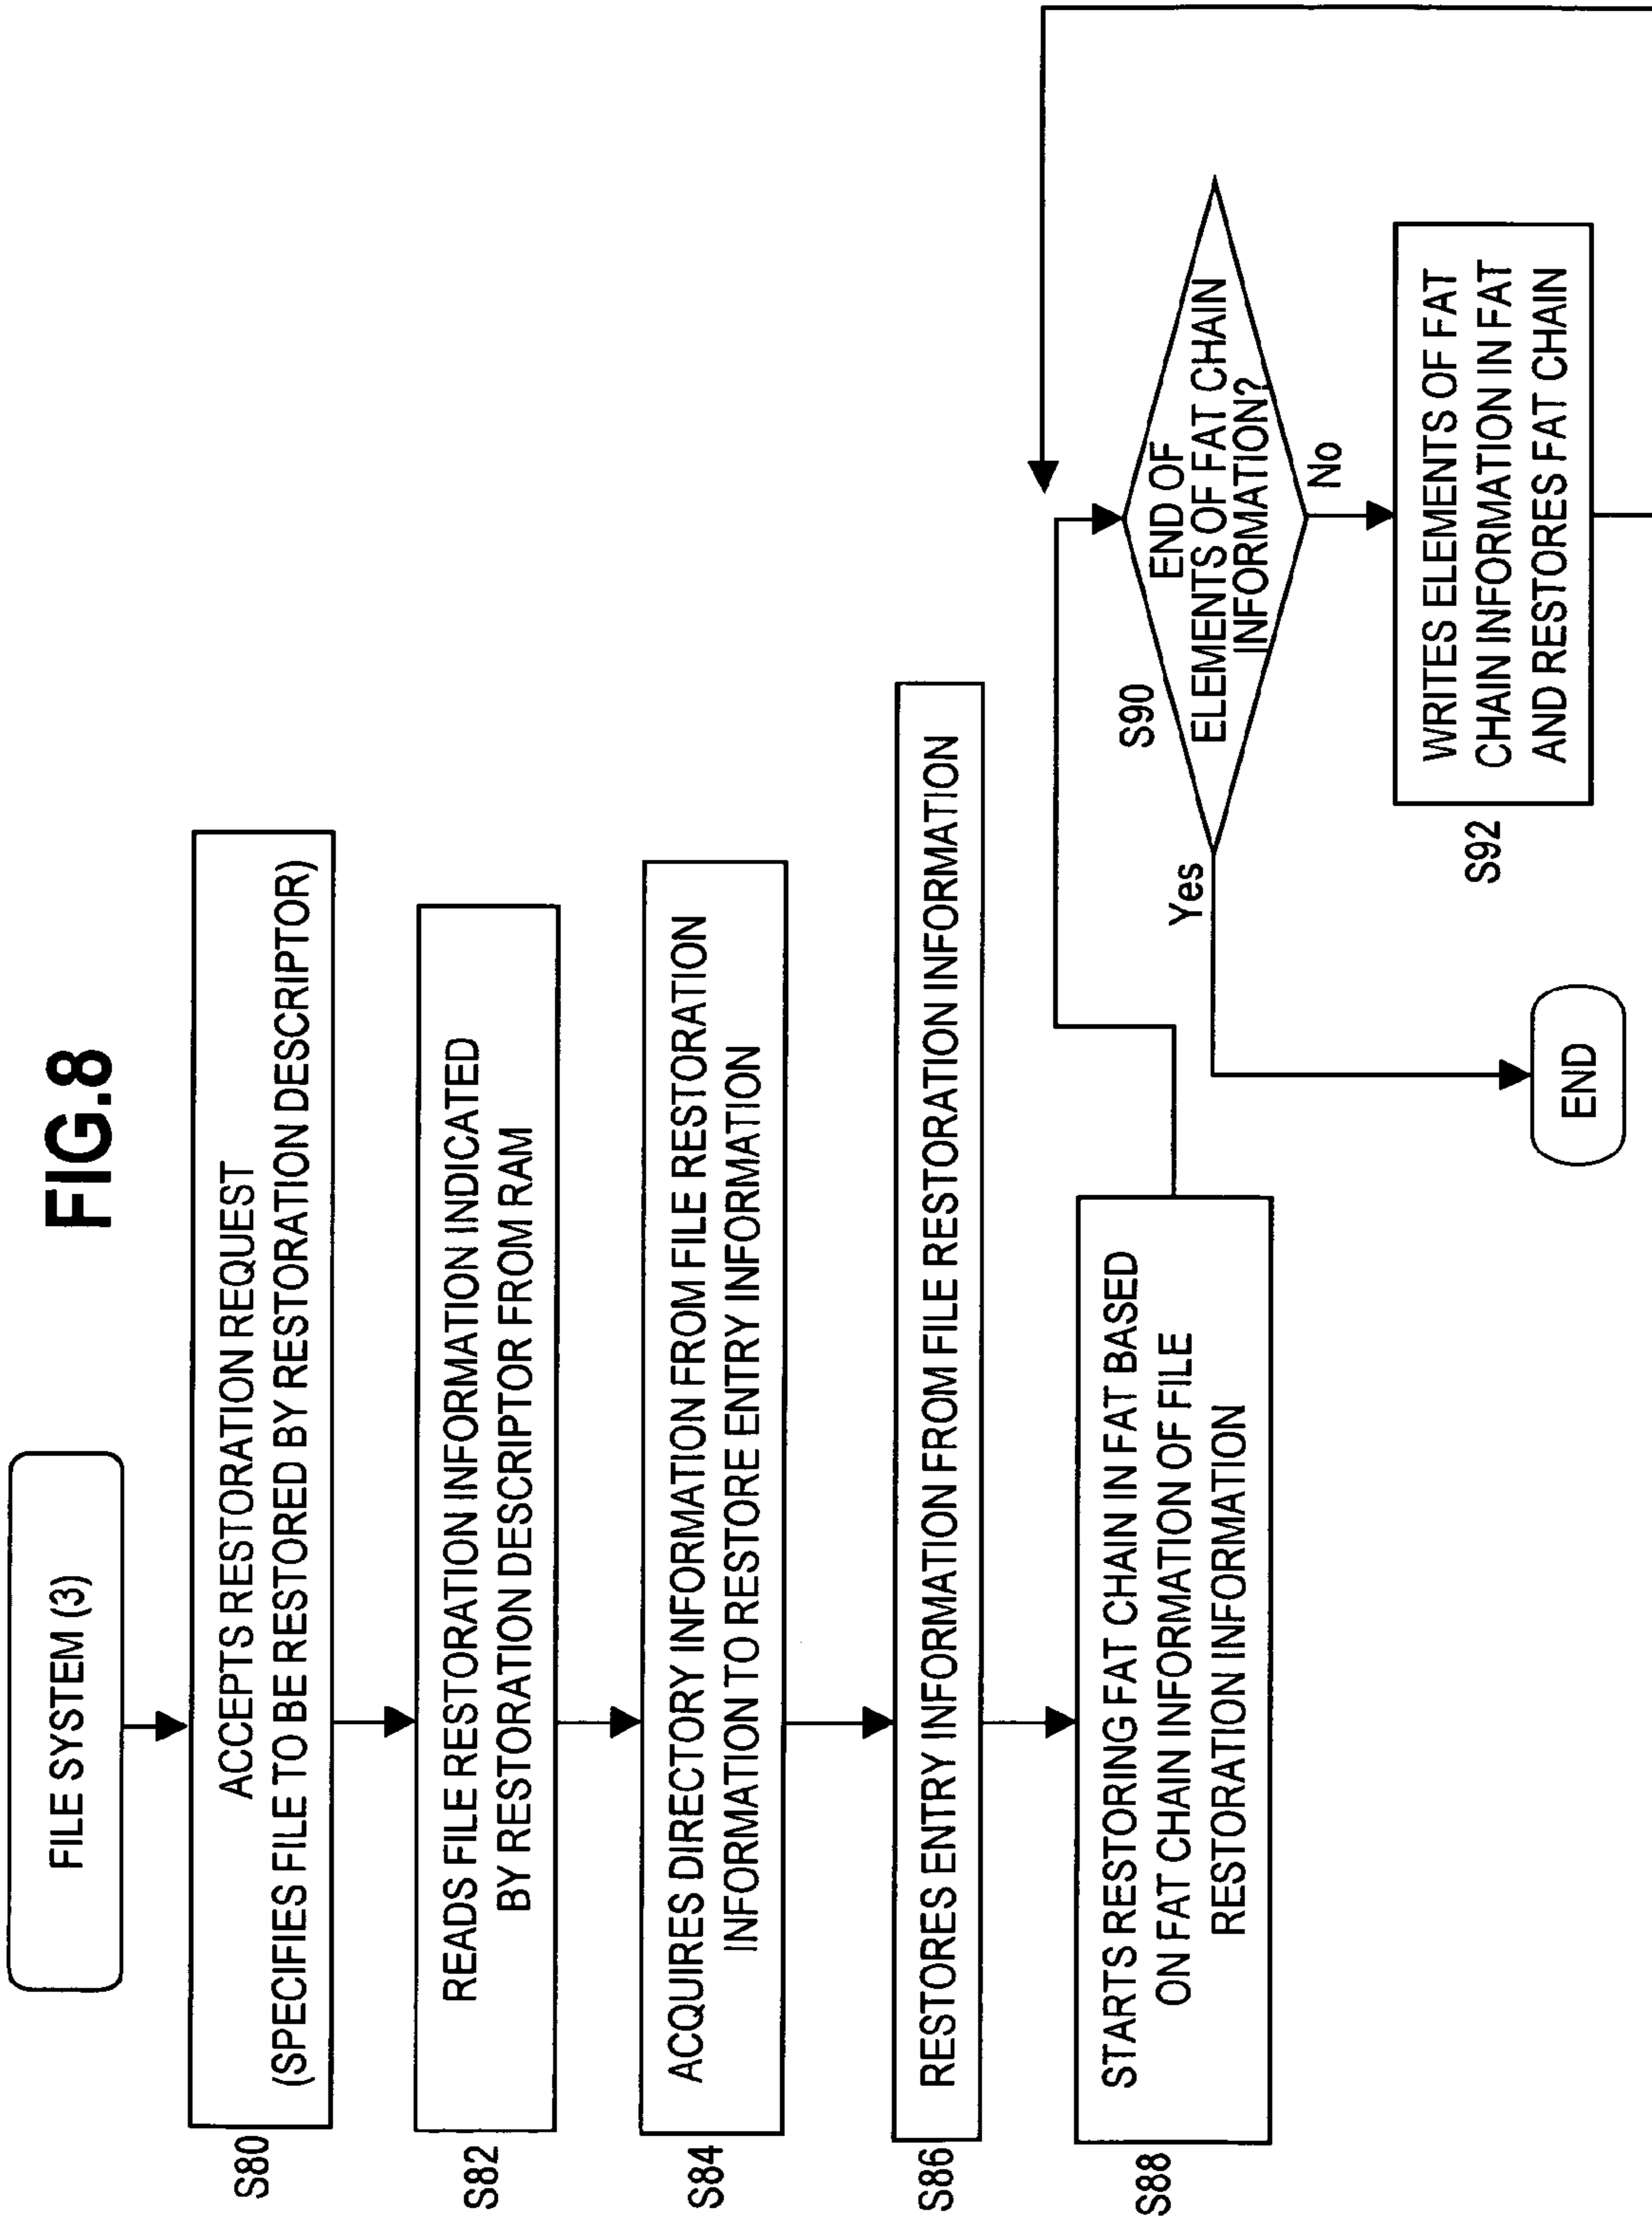 FIG.8
FILE SYSTEM (3)
S80
ACCEPTS RESTORATION REQUEST
(SPECIFIES FILE TO BE RESTORED BY RESTORATION DESCRIPTOR)
S82
READS FILE RESTORATION INFORMATION INDICATED
BY RESTORATION DESCRIPTOR FROM RAM
S84
ACQUIRES DIRECTORY INFORMATION FROM FILE RESTORATION
INFORMATION TO RESTORE ENTRY INFORMATION
S86
RESTORES ENTRY INFORMATION FROM FILE RESTORATION INFORMATION
S88
STARTS RESTORING FAT CHAIN IN FAT BASED
ON FAT CHAIN INFORMATION OF FILE
RESTORATION INFORMATION
S90
END OF
ELEMENTS OF FAT CHAIN
INFORMATION?
Yes
No
S92
WRITES ELEMENTS OF FAT
CHAIN INFORMATION IN FAT
AND RESTORES FAT CHAIN
END